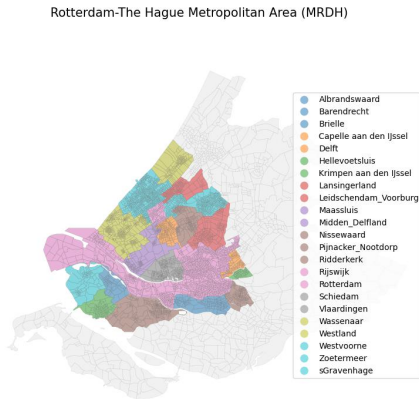 Rotterdam-The Hague Metropolitan Area (MRDH)
Albrandswaard
Barendrecht
Brielle
Capelle aan den IJssel
Delft
Hellevoetsluis
Krimpen aan den IJssel
Lansingerland
Leidschendam_Voorburg
Maassluis
Midden_Delfland
Nissewaard
Pijnacker_Nootdorp
Ridderkerk
Rijswijk
Rotterdam
Schiedam
Vlaardingen
Wassenaar
Westland
Westvoorne
Zoetermeer
sGravenhage